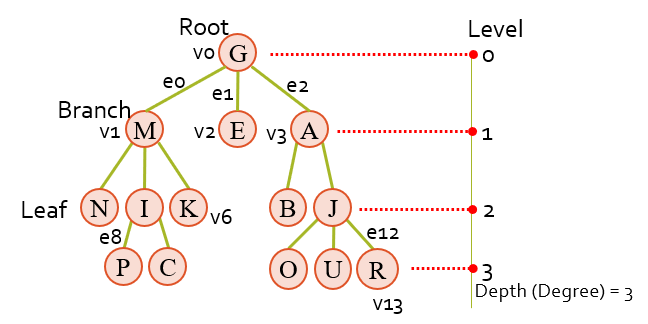 Root
Level
v0 G 0
e0 e1 e2
Branch
v1 M v2 E v3 A 1
Leaf N I K v6 B J 2
e8 e12
P C O U R 3
v13
Depth (Degree) = 3